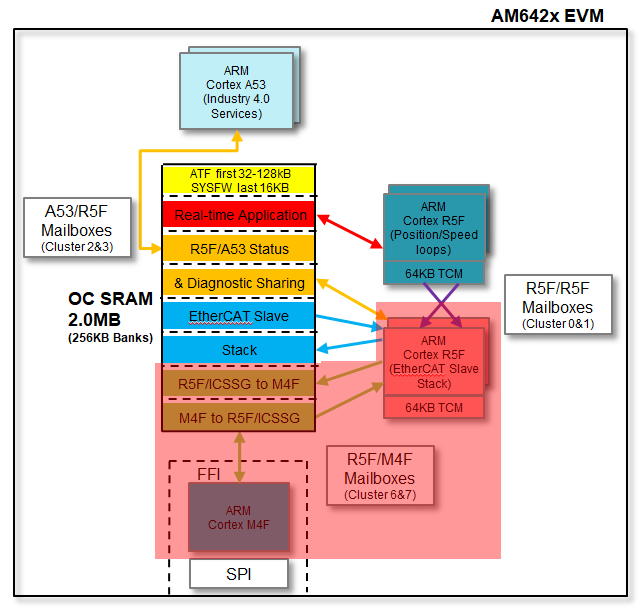 AM642x EVM
ARM
Cortex A53
(Industry 4.0
Services)
ATF first 32-128kB
SYSFW last 16KB
Real-time Application
R5F/A53 Status
& Diagnostic Sharing
EtherCAT Slave
Stack
R5F/ICSSG to M4F
M4F to R5F/ICSSG
A53/R5F
Mailboxes
(Cluster 2&3)
OC SRAM
2.0MB
(256KB Banks)
ARM
Cortex R5F
(Position/Speed
loops)
64KB TCM
R5F/R5F
Mailboxes
(Cluster 0&1)
ARM
Cortex R5F
(EtherCAT Slave
Stack)
64KB TCM
R5F/M4F
Mailboxes
(Cluster 6&7)
FFI
ARM
Cortex M4F
SPI